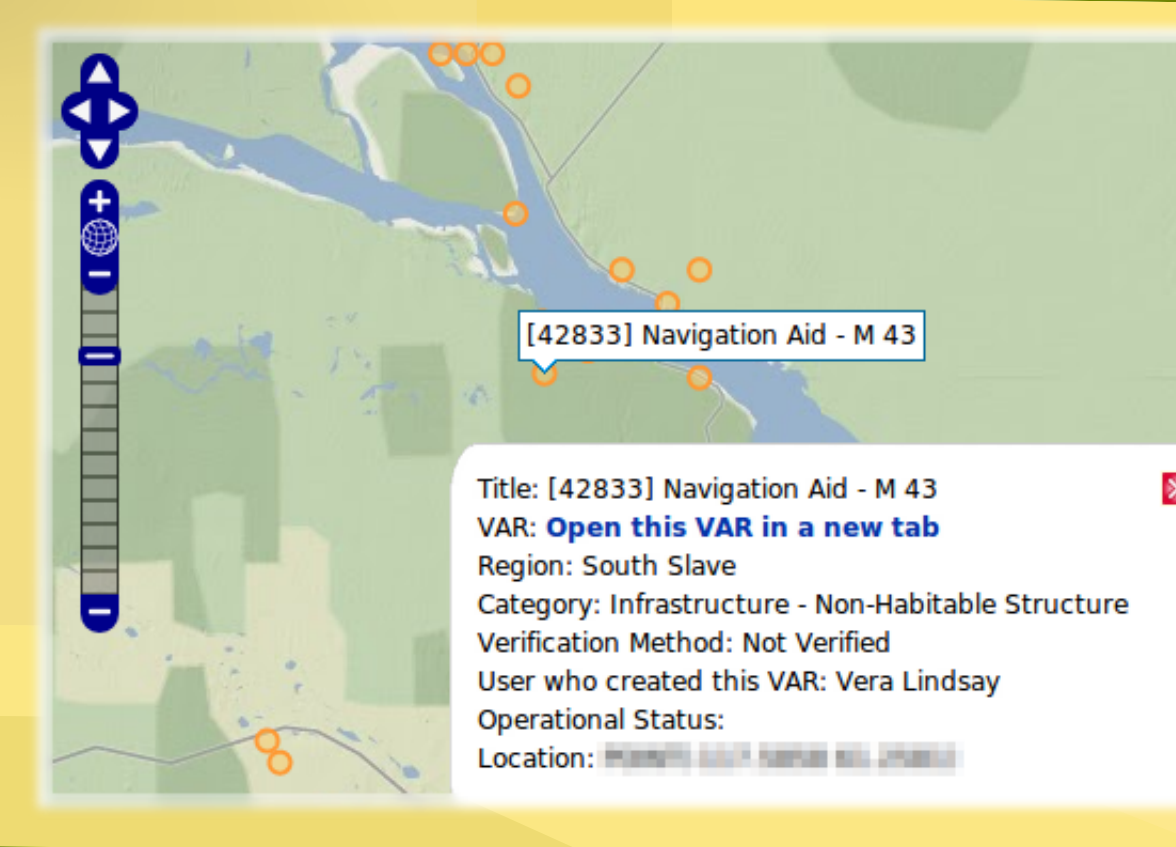 [42833] Navigation Aid - M 43
Title: [42833] Navigation Aid - M 43
VAR: Open this VAR in a new tab
Region: South Slave
Category: Infrastructure - Non-Habitable Structure
Verification Method: Not Verified
User who created this VAR: Vera Lindsay
Operational Status:
Location: